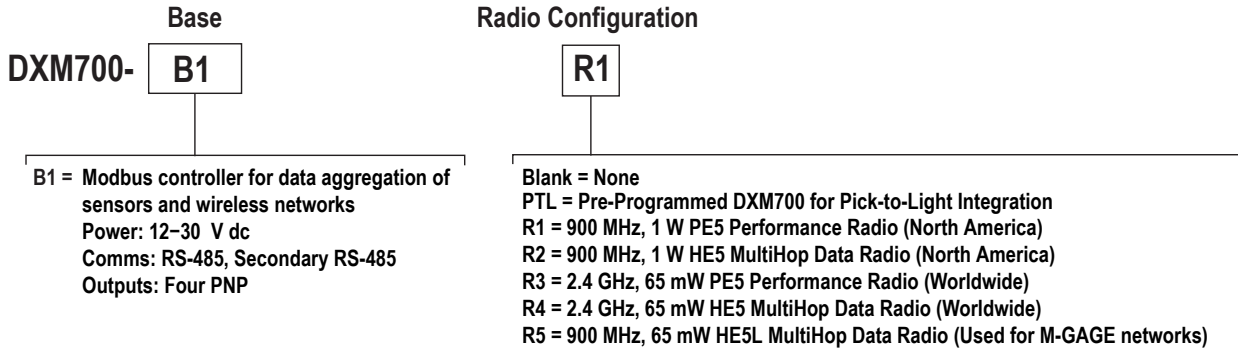 Base
Radio Configuration
DXM700- B1 R1
B1 = Modbus controller for data aggregation of
sensors and wireless networks
Power: 12−30 V dc
Comms: RS-485, Secondary RS-485
Outputs: Four PNP
Blank = None
PTL = Pre-Programmed DXM700 for Pick-to-Light Integration
R1 = 900 MHz, 1 W PE5 Performance Radio (North America)
R2 = 900 MHz, 1 W HE5 MultiHop Data Radio (North America)
R3 = 2.4 GHz, 65 mW PE5 Performance Radio (Worldwide)
R4 = 2.4 GHz, 65 mW HE5 MultiHop Data Radio (Worldwide)
R5 = 900 MHz, 65 mW HE5L MultiHop Data Radio (Used for M-GAGE networks)